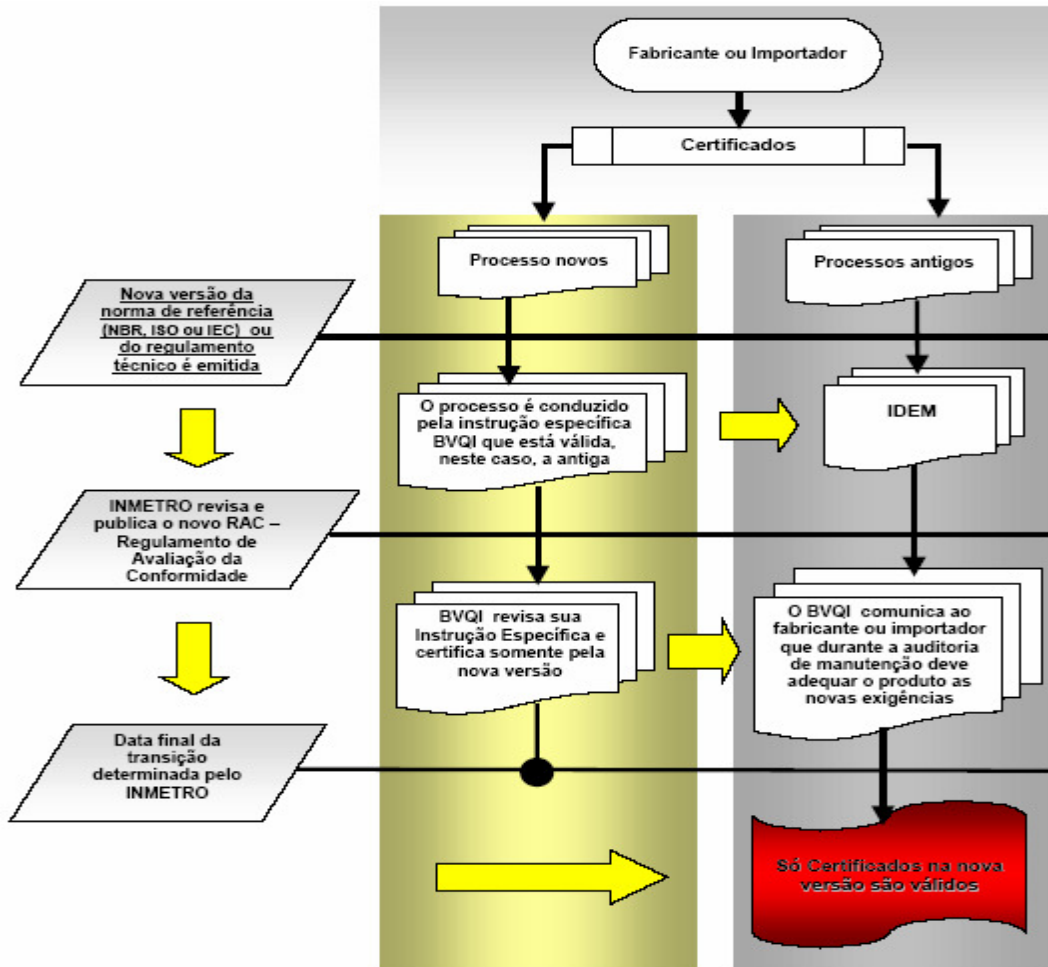 Fabricante ou Importador
Certificados
Processo novos
Processos antigos
Nova versão da
norma de referência
(NBR, ISO ou IEC) ou
do regulamento
técnico é emitida
O processo é conduzido
pela instrução específica
BVQI que está válida,
neste caso, a antiga
IDEM
INMETRO revisa e
publica o novo RAC –
Regulamento de
Avaliação da
Conformidade
BVQI revisa sua
Instrução Específica e
certifica somente pela
nova versão
O BVQI comunica ao
fabricante ou importador
que durante a auditoria
de manutenção deve
adequar o produto as
novas exigências
Data final da
transição
determinada pelo
INMETRO
Só Certificados na nova
versão são válidos